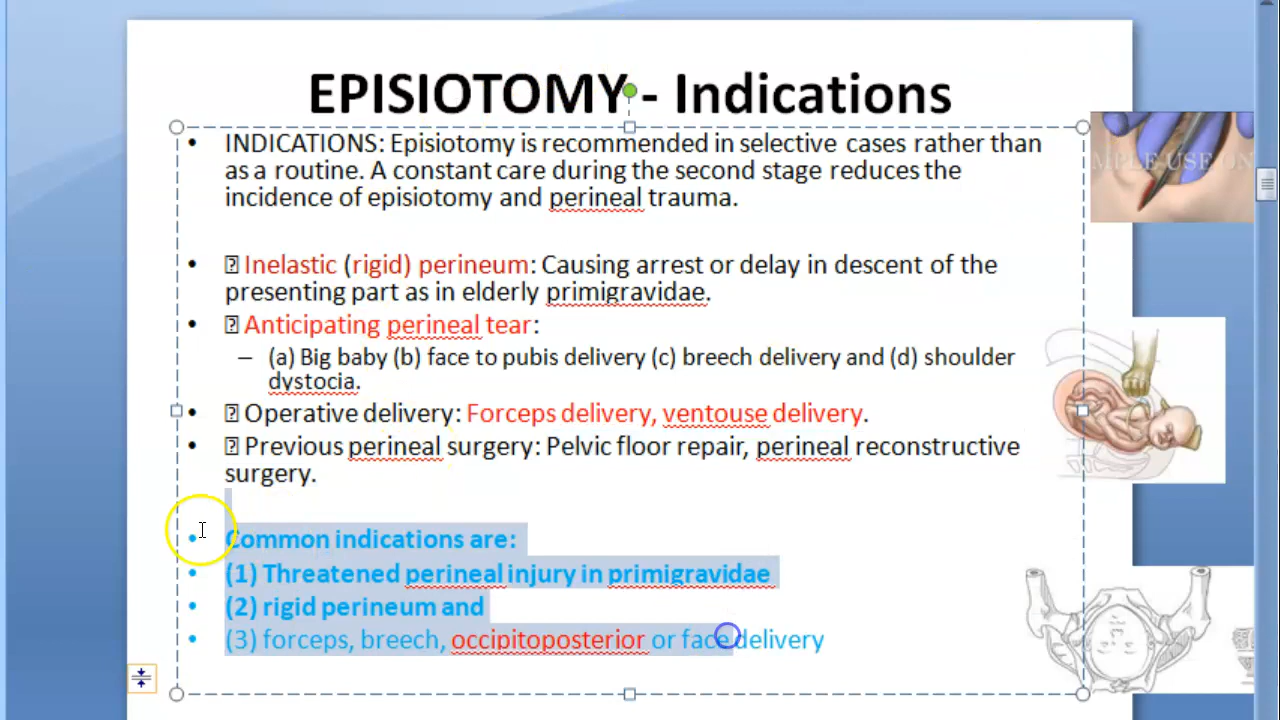 EPISIOTOMY - Indications
• INDICATIONS: Episiotomy is recommended in selective cases rather than
as a routine. A constant care during the second stage reduces the
incidence of episiotomy and perineal trauma.
• Inelastic (rigid) perineum: Causing arrest or delay in descent of the
presenting part as in elderly primigravidae.
• Anticipating perineal tear:
– (a) Big baby (b) face to pubis delivery (c) breech delivery and (d) shoulder
dystocia.
• Operative delivery: Forceps delivery, ventouse delivery.
• Previous perineal surgery: Pelvic floor repair, perineal reconstructive
surgery.
• Common indications are:
• (1) Threatened perineal injury in primigravidae
• (2) rigid perineum and
• (3) forceps, breech, occipitoposterior or face delivery
MPLE USE ON